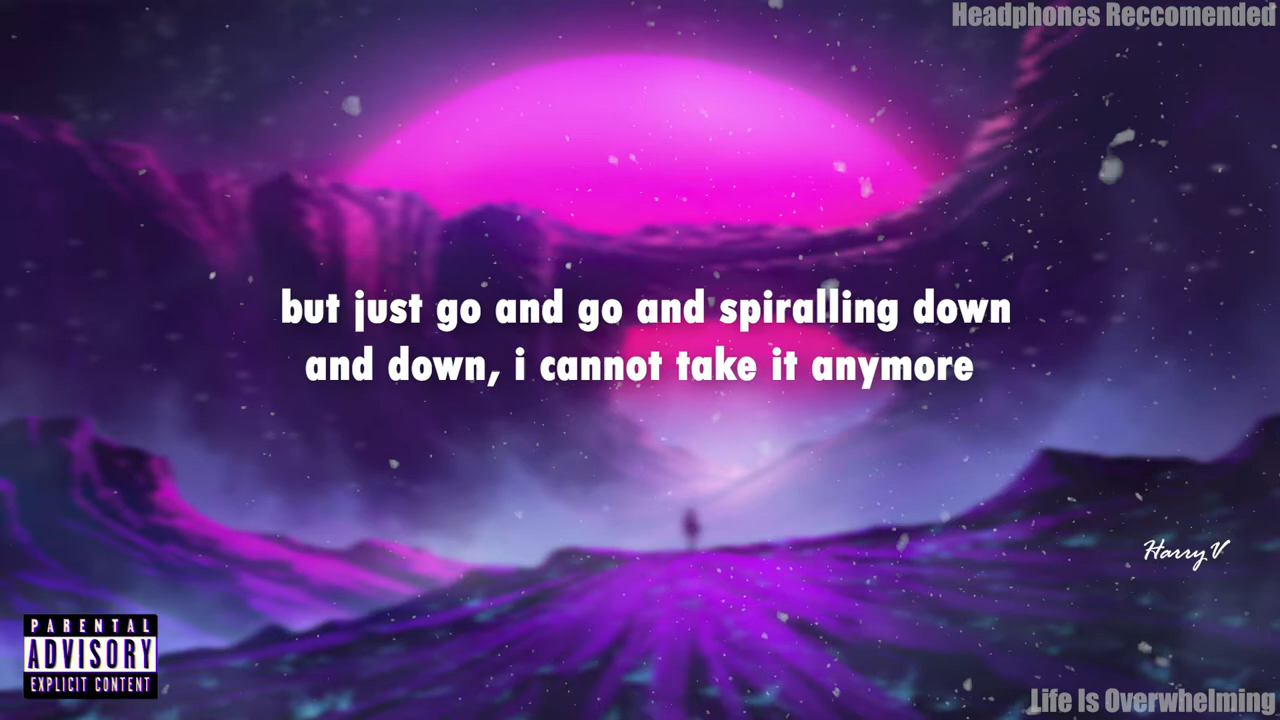 Headphones Reccomended
but just go and go and spiralling down
and down, i cannot take it anymore
Harry V
PARENTAL
ADVISORY
EXPLICIT CONTENT
Life Is Overwhelming